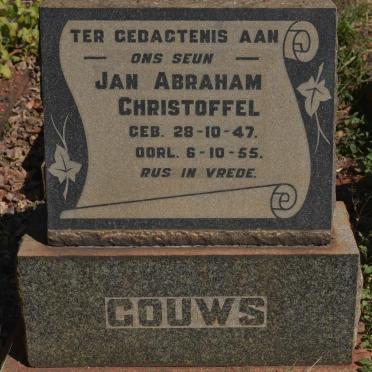 TER GEDAGTENIS AAN
ONS SEUN
JAN ABRAHAM
CHRISTOFFEL
GEB. 28-10-47.
OORL. 6-10-55.
RUS IN VREDE.
GOUWS